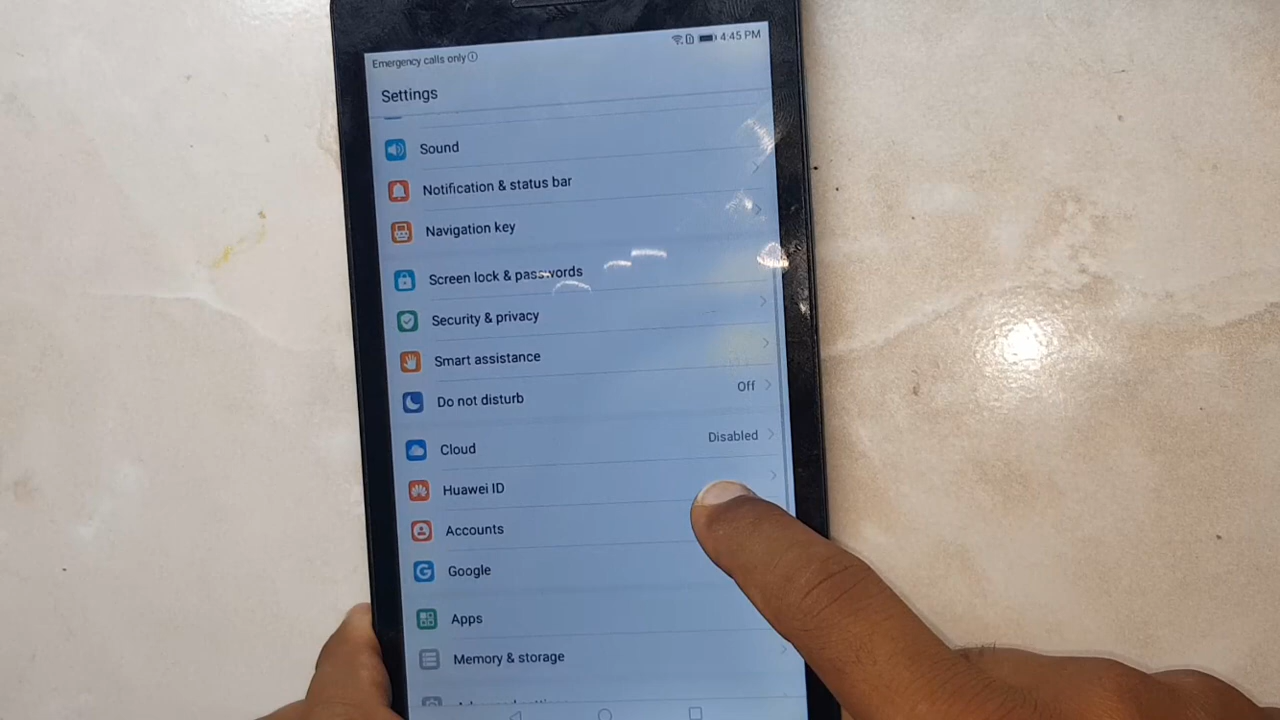 4:45 PM
Emergency calls only
Settings
Sound
Notification & status bar
Navigation key
Screen lock & passwords
Security & privacy
Smart assistance
Do not disturb Off
Cloud Disabled
Huawei ID
Accounts
Google
Apps
Memory & storage